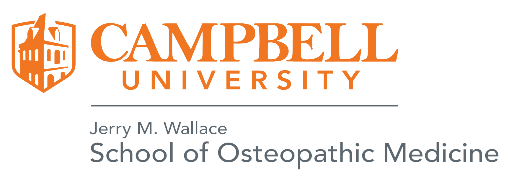 CAMPBELL
UNIVERSITY
Jerry M. Wallace
School of Osteopathic Medicine